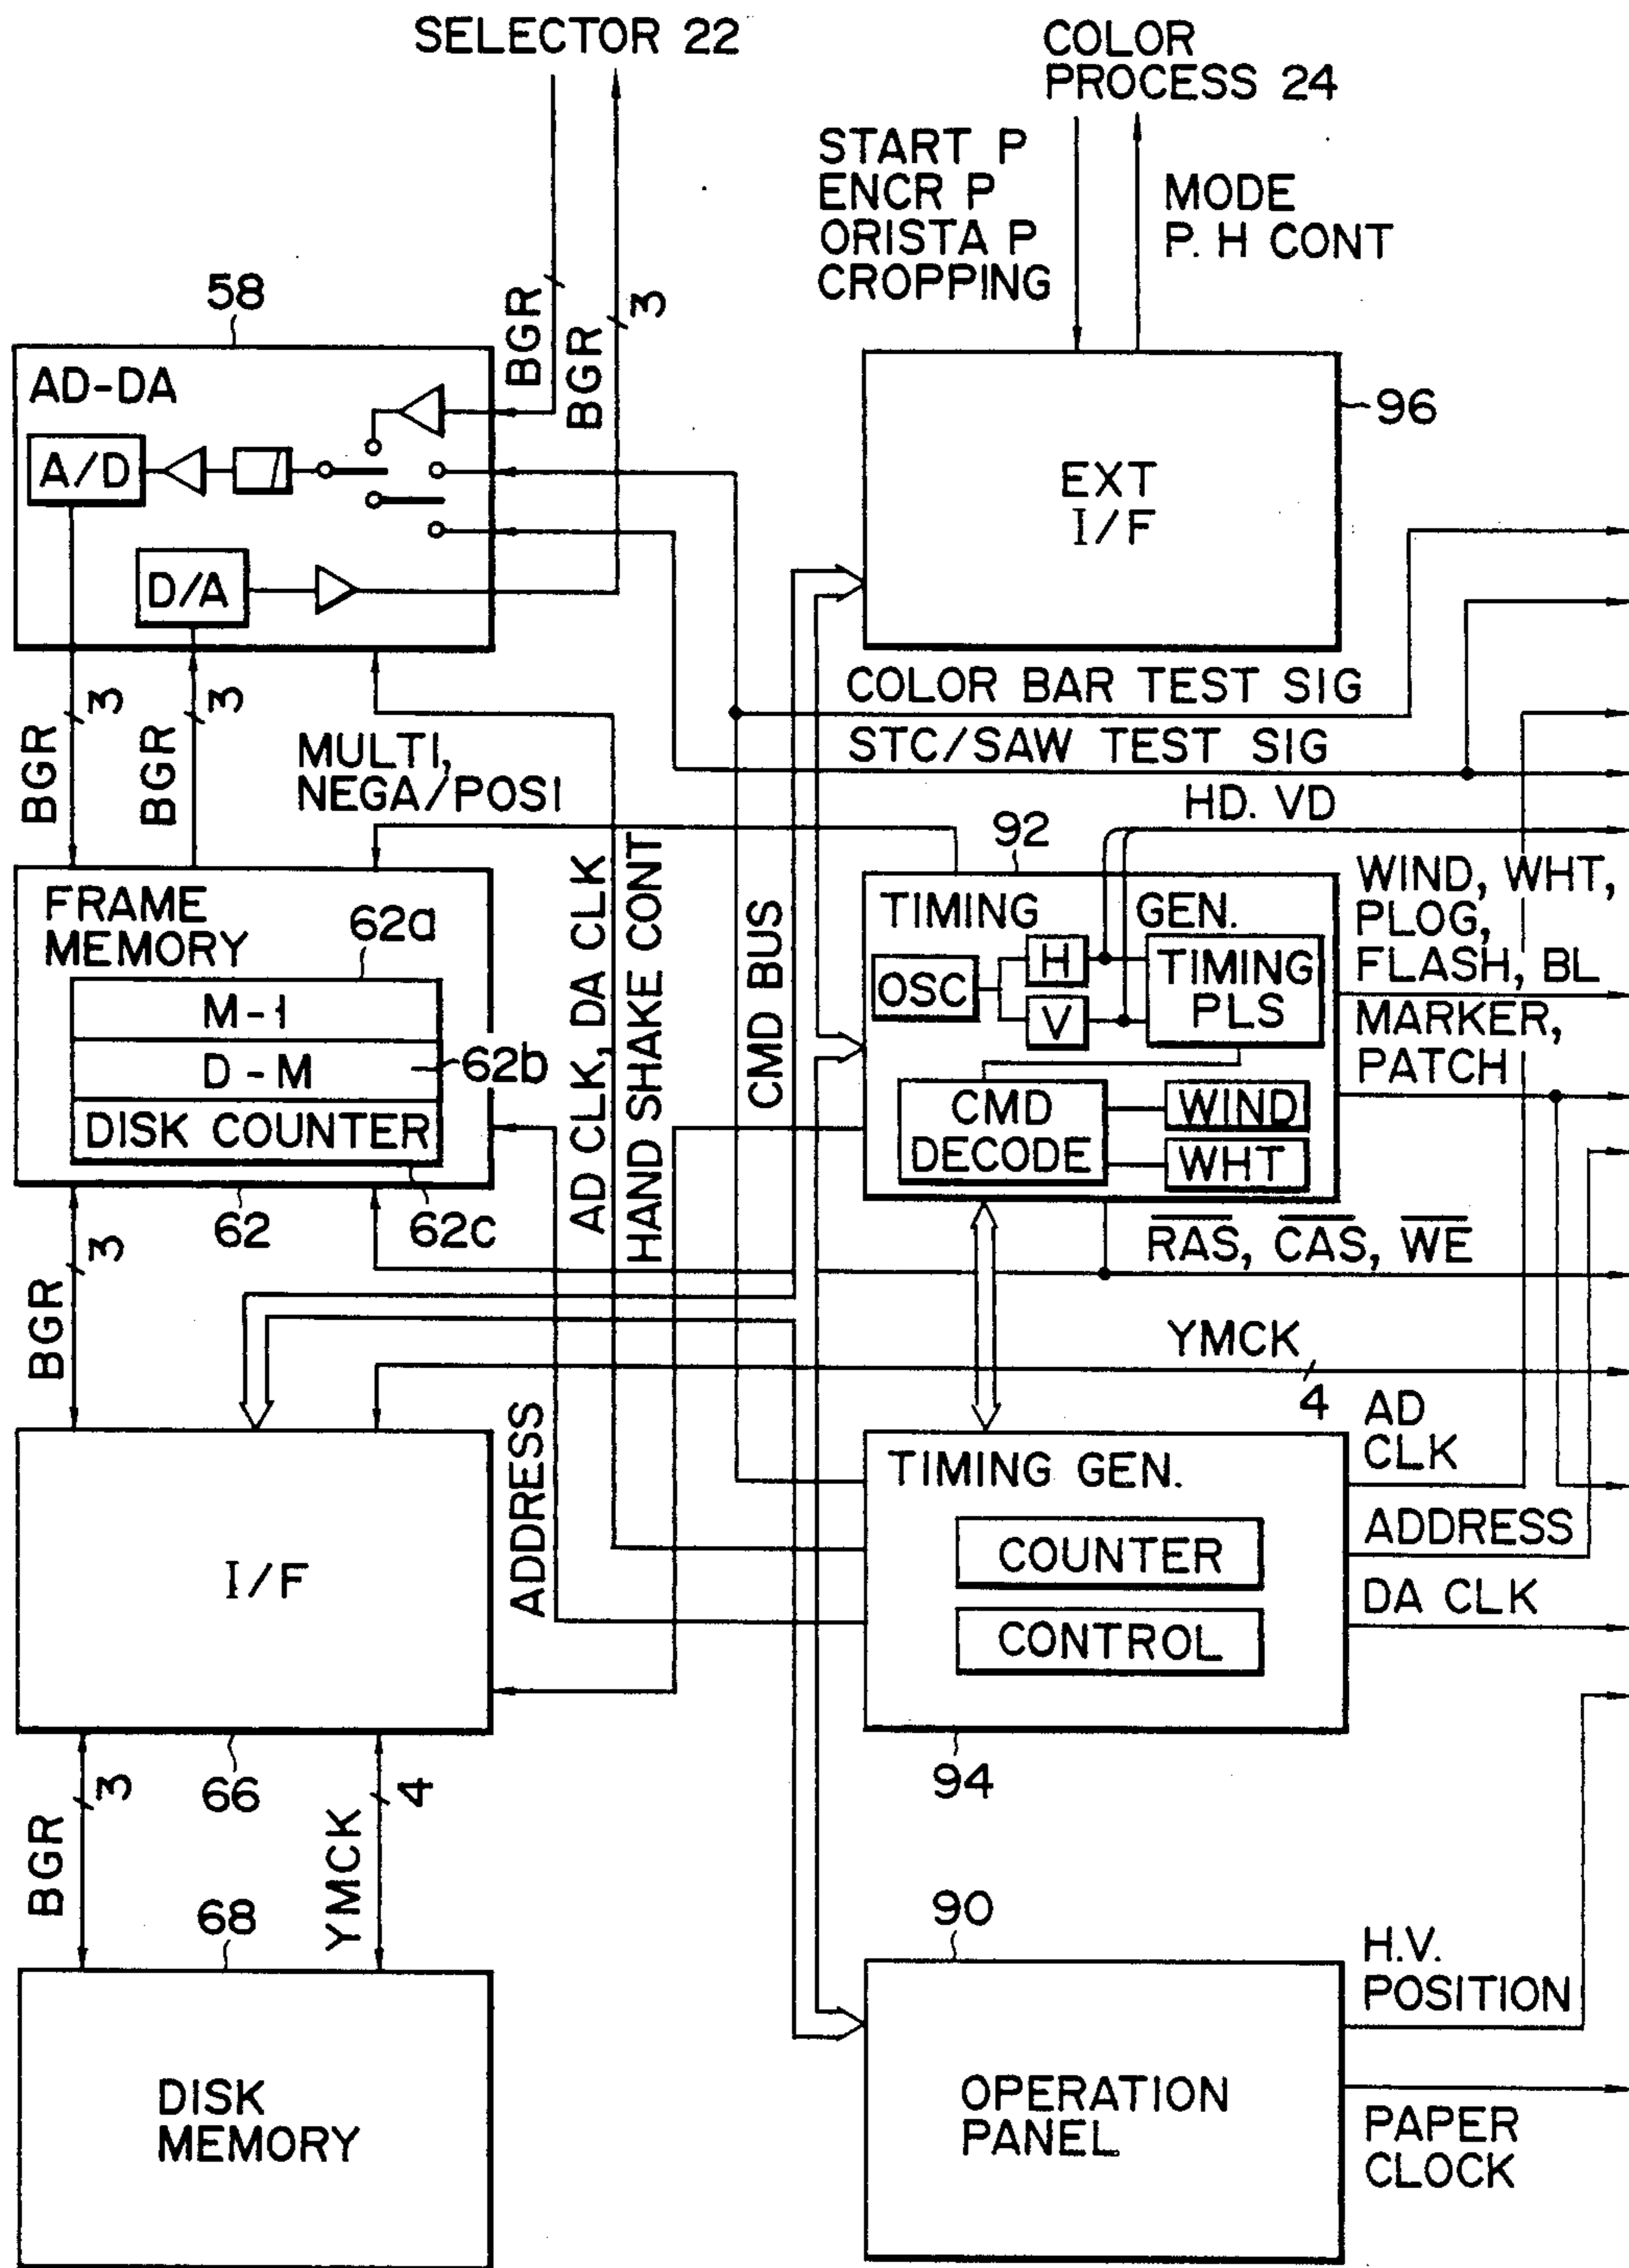 SELECTOR 22
COLOR
PROCESS 24
START P
ENCR P
ORISTA P
CROPPING
MODE
P. H CONT
58
BGR
BGR
3
AD-DA
A/D
D/A
96
EXT
I/F
BGR
3
BGR
3
MULTI,
NEGA/POSI
COLOR BAR TEST SIG
STC/SAW TEST SIG
HD. VD
92
FRAME
MEMORY
62a
M-1
D-M
62b
DISK COUNTER
62
62c
AD CLK, DA CLK
HAND SHAKE CONT
CMD BUS
TIMING GEN.
OSC
H
V
TIMING
PLS
CMD
DECODE
WIND
WHT
WIND, WHT,
PLOG,
FLASH, BL
MARKER,
PATCH
R̅A̅S̅, C̅A̅S̅, W̅E̅
BGR
3
YMCK
4
I/F
66
ADDRESS
TIMING GEN.
COUNTER
CONTROL
94
AD
CLK
ADDRESS
DA CLK
BGR
3
YMCK
4
68
DISK
MEMORY
90
OPERATION
PANEL
H.V.
POSITION
PAPER
CLOCK